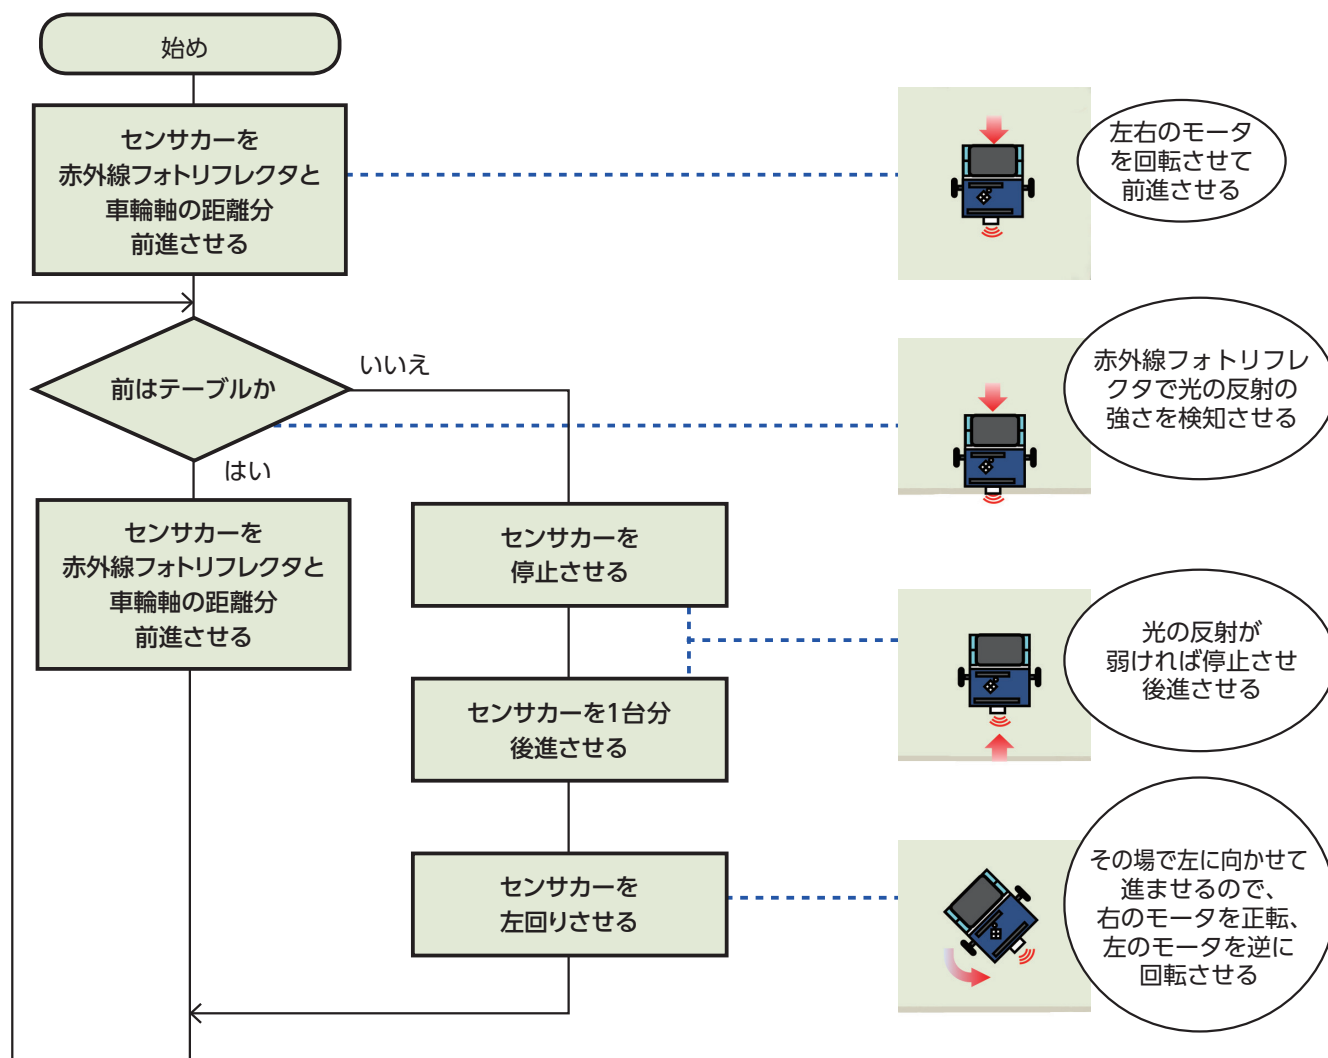 始め
センサカーを
赤外線フォトリフレクタと
車輪軸の距離分
前進させる
左右のモータ
を回転させて
前進させる
前はテーブルか
いいえ
はい
赤外線フォトリフレ
クタで光の反射の
強さを検知させる
センサカーを
赤外線フォトリフレクタと
車輪軸の距離分
前進させる
センサカーを
停止させる
センサカーを1台分
後進させる
光の反射が
弱ければ停止させ
後進させる
センサカーを
左回りさせる
その場で左に向かせて
進ませるので、
右のモータを正転、
左のモータを逆に
回転させる